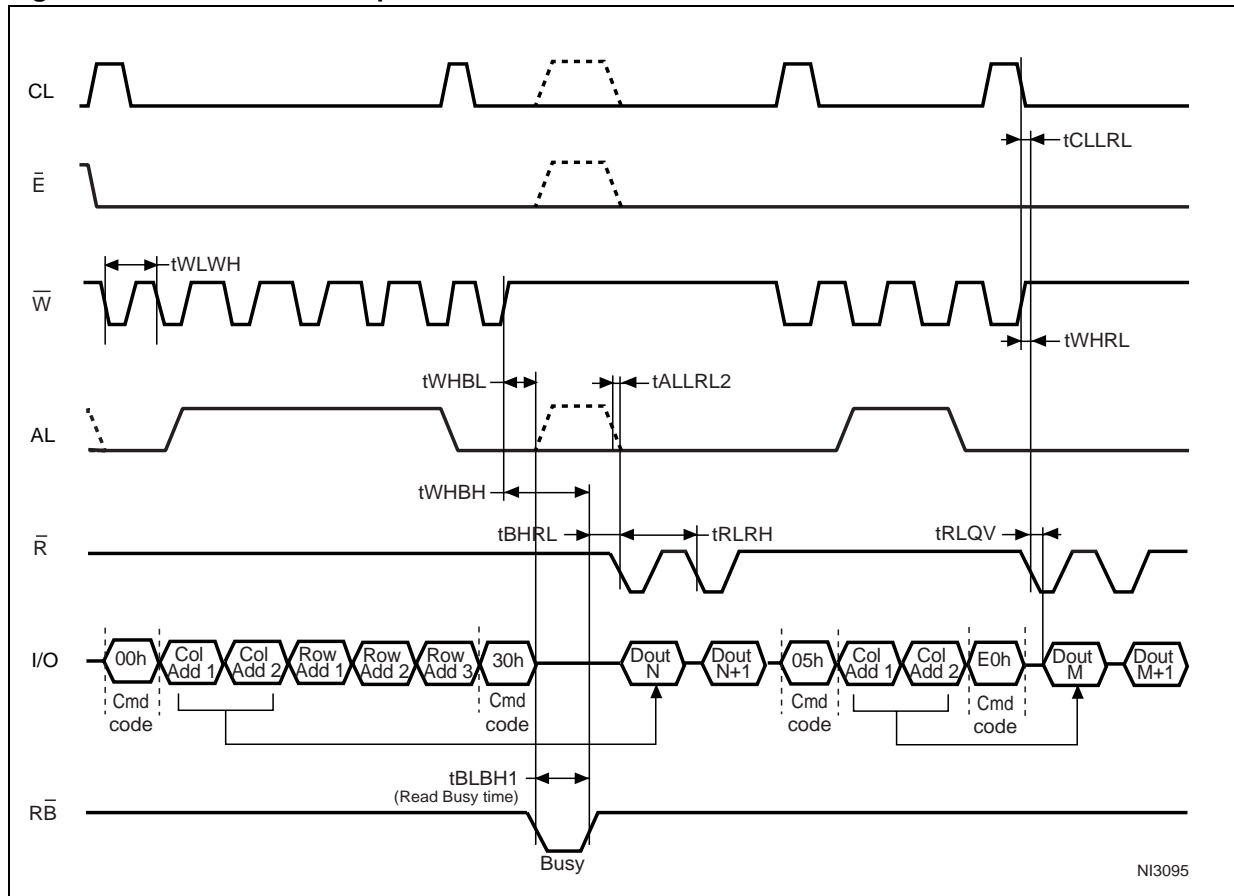 CL
tCLLRL
E̅
tWLWH
W̅
tWHRL
tWHBL
tALLRL2
AL
tWHBH
tBHRL
tRLRH
tRLQV
R̅
I/O
00h
Col Add 1
Col Add 2
Row Add 1
Row Add 2
Row Add 3
30h
Dout N
Dout N+1
05h
Col Add 1
Col Add 2
E0h
Dout M
Dout M+1
Cmd code
Cmd code
Cmd code
Cmd code
tBLBH1
(Read Busy time)
RB̅
Busy
NI3095